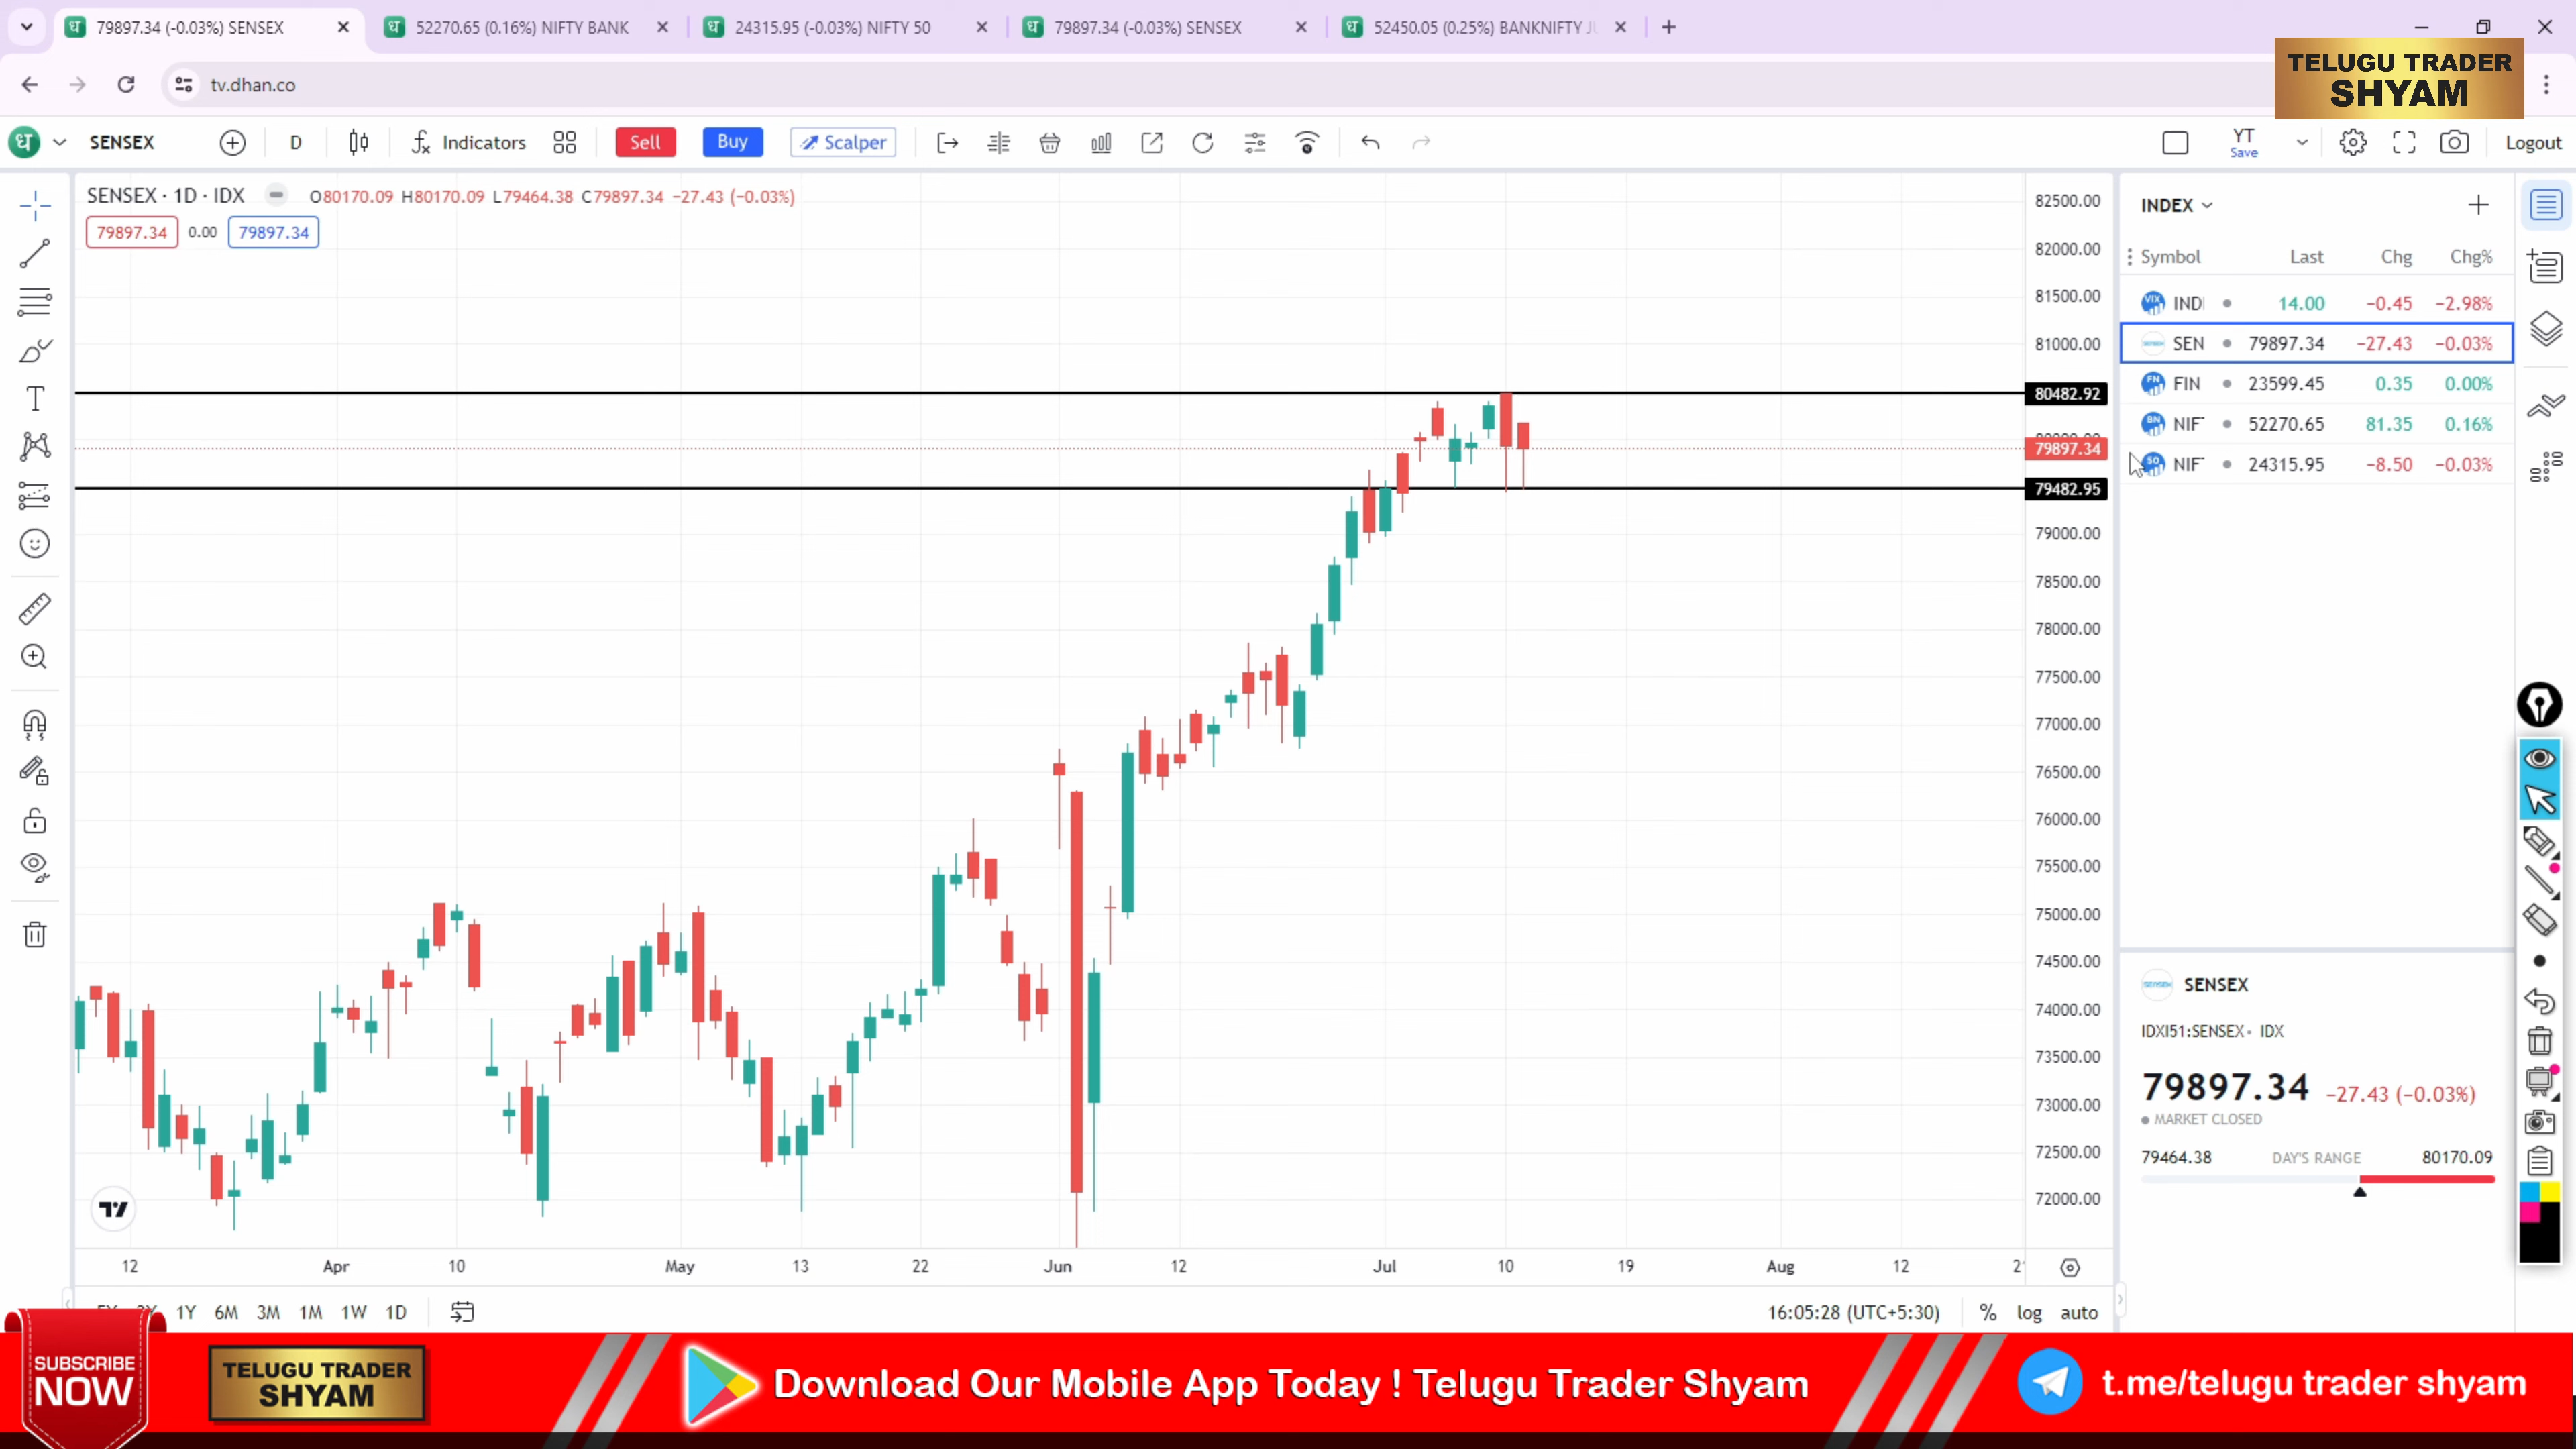 79897.34 (-0.03%) SENSEX
52270.65 (0.16%) NIFTY BANK
24315.95 (-0.03%) NIFTY 50
79897.34 (-0.03%) SENSEX
52450.05 (0.25%) BANKNIFTY
tv.dhan.co
TELUGU TRADER
SHYAM
SENSEX
D
Indicators
Sell
Buy
Scalper
YT
Save
Logout
SENSEX · 1D · IDX
O80170.09 H80170.09 L79464.38 C79897.34 −27.43 (−0.03%)
79897.34 0.00 79897.34
82500.00
82000.00
81500.00
81000.00
80482.92
79897.34
79482.95
79000.00
78500.00
78000.00
77500.00
77000.00
76500.00
76000.00
75500.00
75000.00
74500.00
74000.00
73500.00
73000.00
72500.00
72000.00
12 Apr 10 May 13 22 Jun 12 Jul 10 19 Aug 12
1Y 6M 3M 1M 1W 1D
16:05:28 (UTC+5:30) % log auto
INDEX
Symbol Last Chg Chg%
IND 14.00 −0.45 −2.98%
SEN 79897.34 −27.43 −0.03%
FIN 23599.45 0.35 0.00%
NIF 52270.65 81.35 0.16%
NIF 24315.95 −8.50 −0.03%
SENSEX
IDXI51:SENSEX • IDX
79897.34 −27.43 (−0.03%)
MARKET CLOSED
79464.38 DAY'S RANGE 80170.09
SUBSCRIBE
NOW
TELUGU TRADER
SHYAM
Download Our Mobile App Today ! Telugu Trader Shyam
t.me/telugu trader shyam